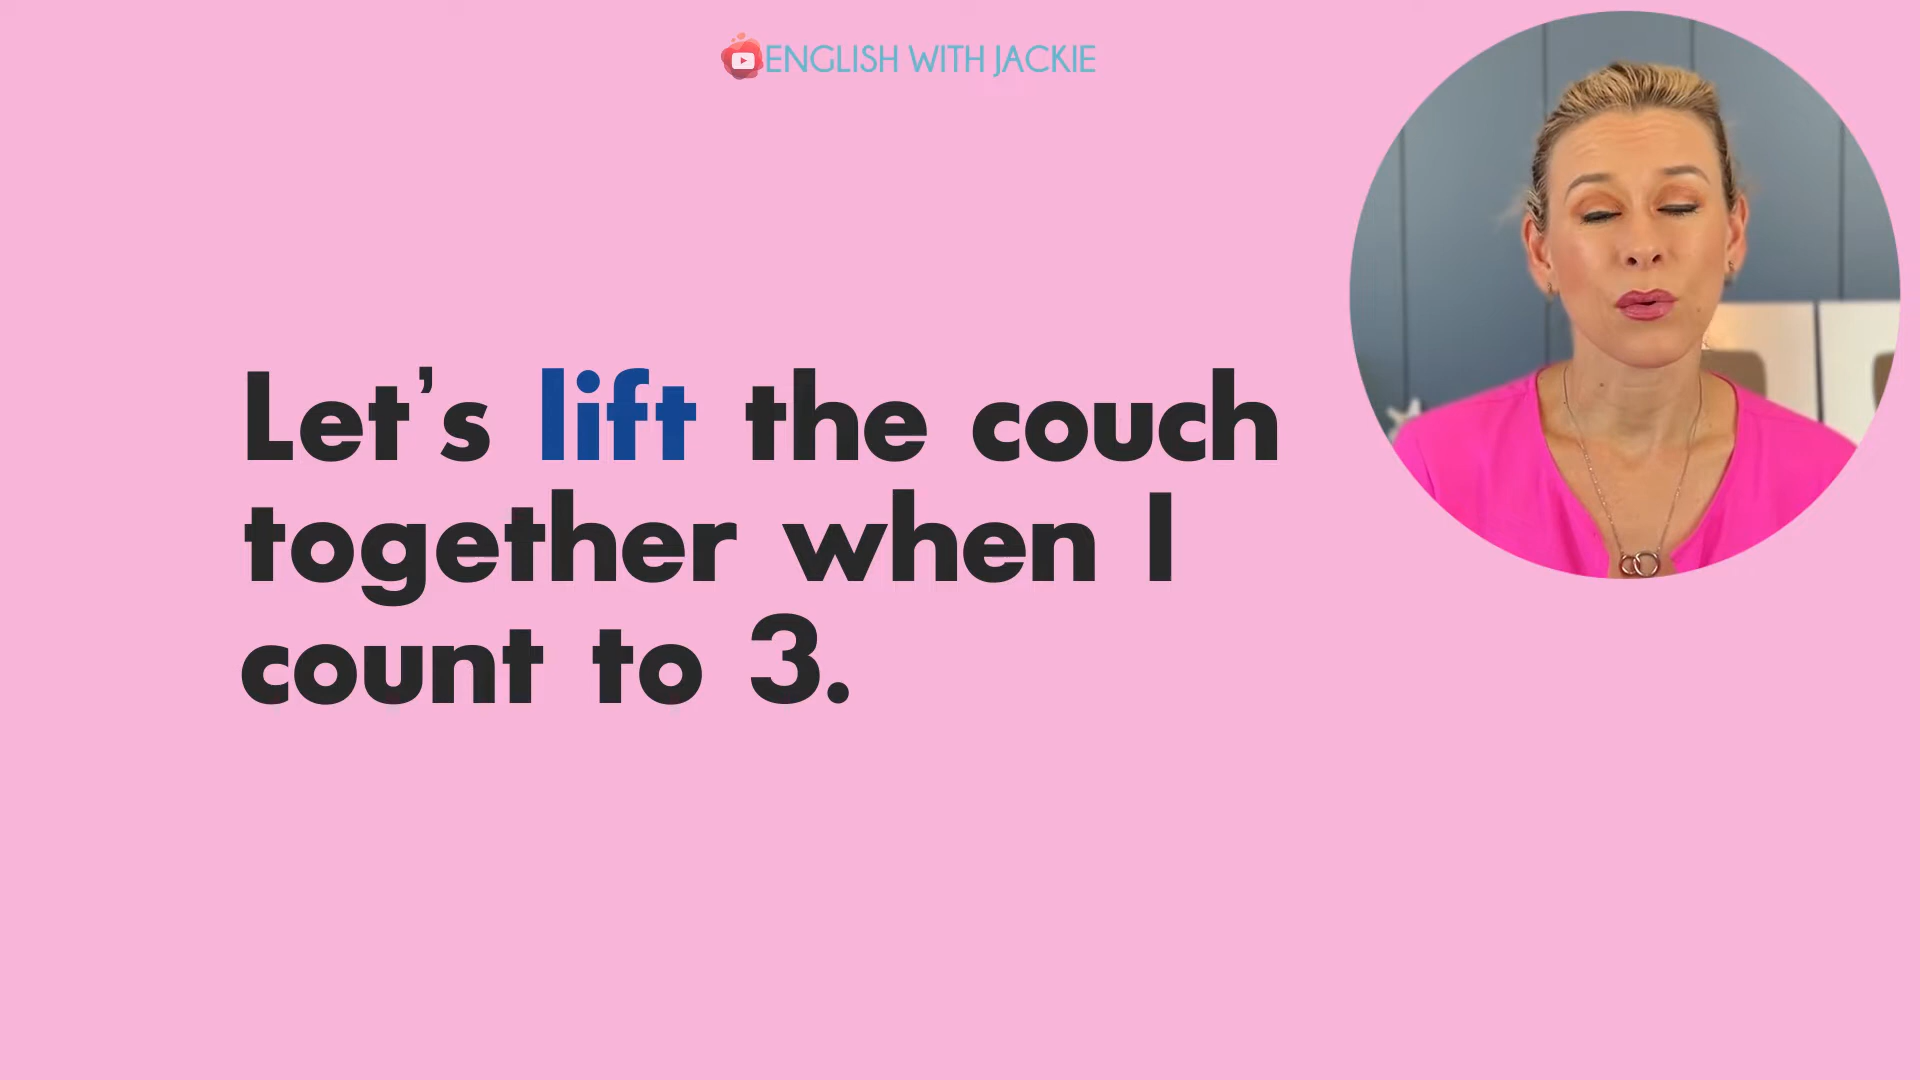 ENGLISH WITH JACKIE
Let's lift the couch
together when I
count to 3.